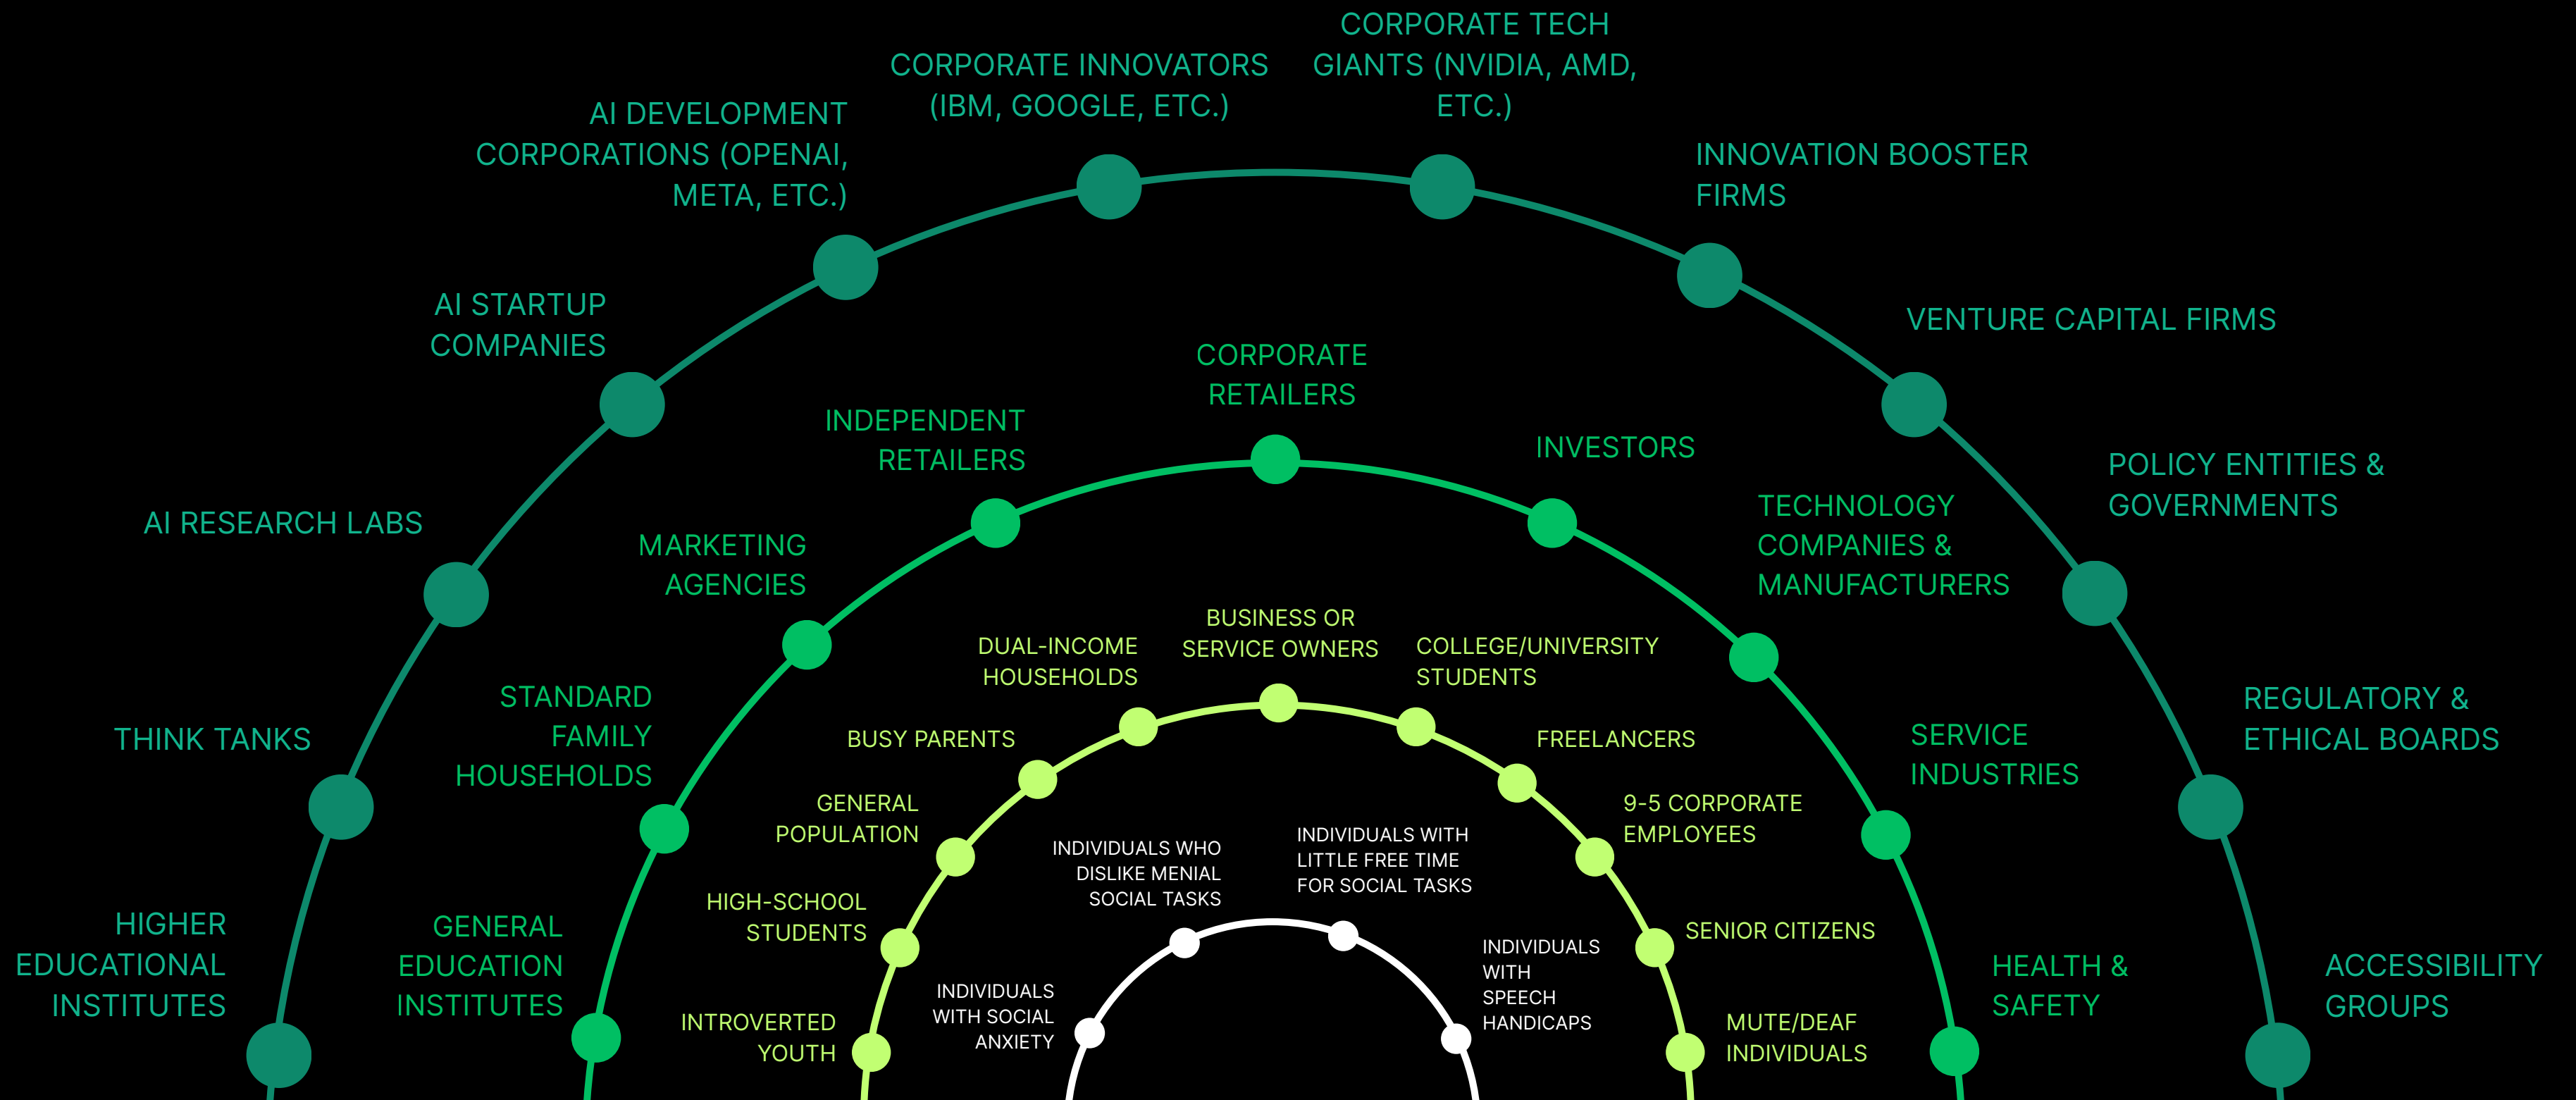 CORPORATE TECH
GIANTS (NVIDIA, AMD,
ETC.)
CORPORATE INNOVATORS
(IBM, GOOGLE, ETC.)
AI DEVELOPMENT
CORPORATIONS (OPENAI,
META, ETC.)
INNOVATION BOOSTER
FIRMS
AI STARTUP
COMPANIES
VENTURE CAPITAL FIRMS
AI RESEARCH LABS
POLICY ENTITIES &
GOVERNMENTS
THINK TANKS
REGULATORY &
ETHICAL BOARDS
HIGHER
EDUCATIONAL
INSTITUTES
ACCESSIBILITY
GROUPS
CORPORATE
RETAILERS
INDEPENDENT
RETAILERS
INVESTORS
MARKETING
AGENCIES
TECHNOLOGY
COMPANIES &
MANUFACTURERS
STANDARD
FAMILY
HOUSEHOLDS
SERVICE
INDUSTRIES
GENERAL
EDUCATION
INSTITUTES
HEALTH &
SAFETY
BUSINESS OR
SERVICE OWNERS
DUAL-INCOME
HOUSEHOLDS
COLLEGE/UNIVERSITY
STUDENTS
BUSY PARENTS
FREELANCERS
GENERAL
POPULATION
9-5 CORPORATE
EMPLOYEES
HIGH-SCHOOL
STUDENTS
SENIOR CITIZENS
INTROVERTED
YOUTH
MUTE/DEAF
INDIVIDUALS
INDIVIDUALS WHO
DISLIKE MENIAL
SOCIAL TASKS
INDIVIDUALS WITH
LITTLE FREE TIME
FOR SOCIAL TASKS
INDIVIDUALS
WITH SOCIAL
ANXIETY
INDIVIDUALS
WITH
SPEECH
HANDICAPS